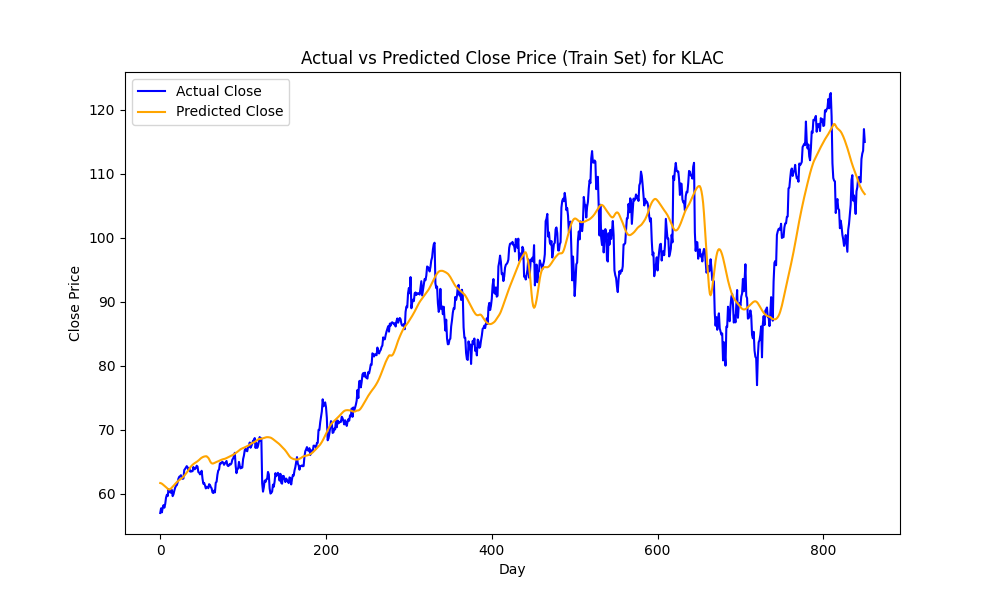 Actual vs Predicted Close Price (Train Set) for KLAC
Actual Close
Predicted Close
Close Price
120
110
100
90
80
70
60
0
200
400
600
800
Day